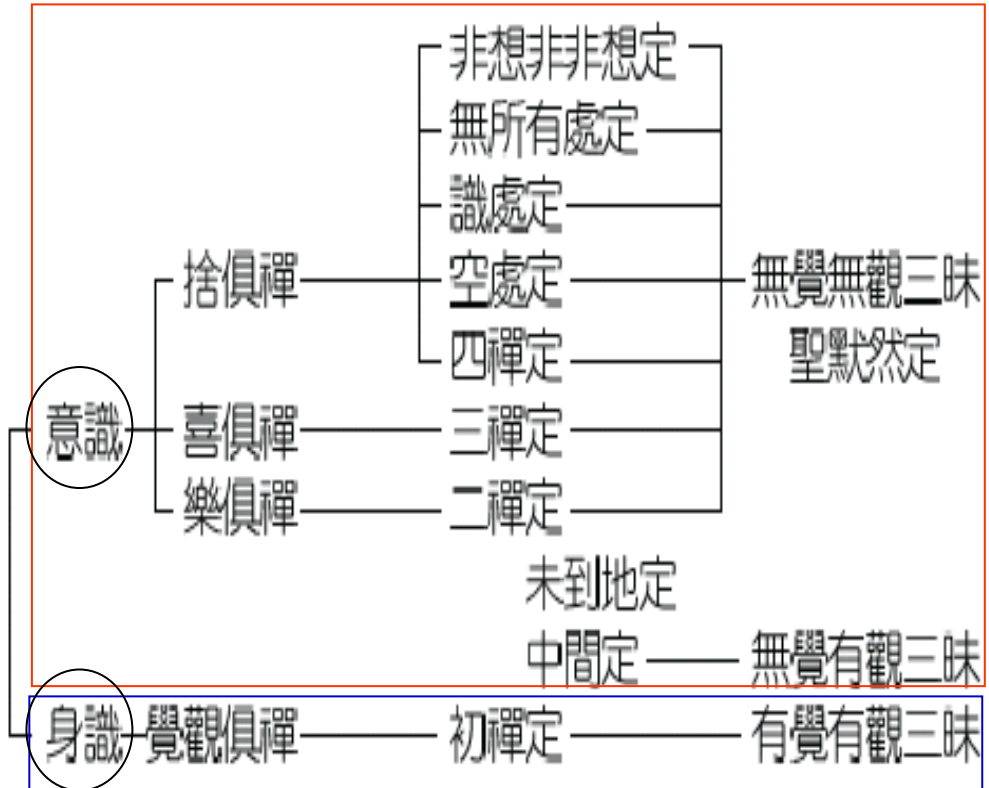 非想非非想定
無所有處定
識處定
捨俱禪 空處定 無覺無觀三昧
四禪定 聖默然定
意識 喜俱禪 三禪定
樂俱禪 二禪定
未到地定
中間定 無覺有觀三昧
身識 覺觀俱禪 初禪定 有覺有觀三昧